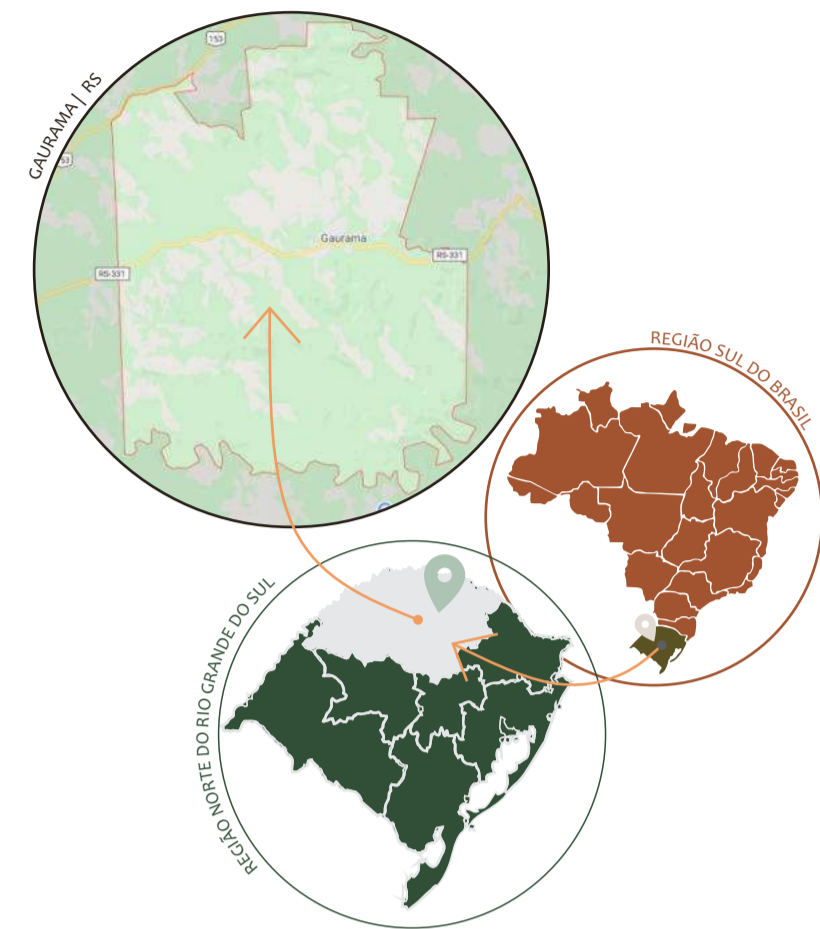 GAURAMA | RS
153
53
Gaurama
RS-331
RS-331
REGIÃO SUL DO BRASIL
REGIÃO NORTE DO RIO GRANDE DO SUL